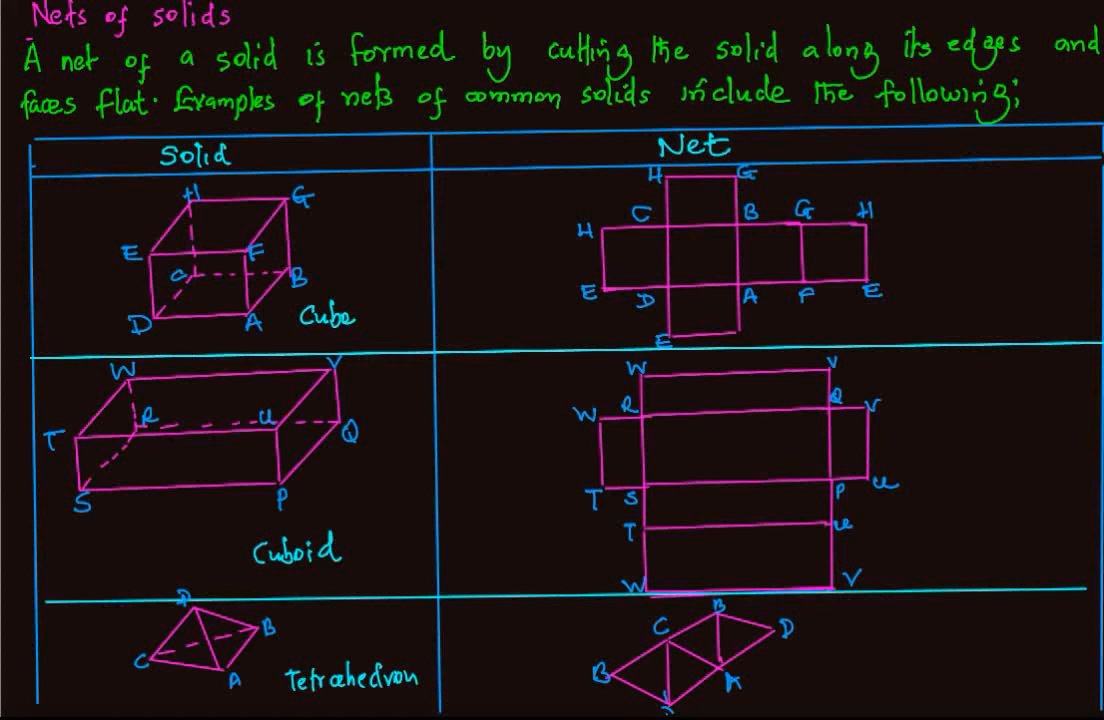 Nets of solids
A net of a solid is formed by cutting the solid along its edges and
faces flat. Examples of nets of common solids include the following;
Solid Net
H G
E F
C B
D A
Cube
H G
H C B G H
E D A F E
E
W V
T R U Q
S P
Cuboid
W V
W R Q V
T S P U
T U
W V
D
B
C
A
Tetrahedron
B
C D
B A